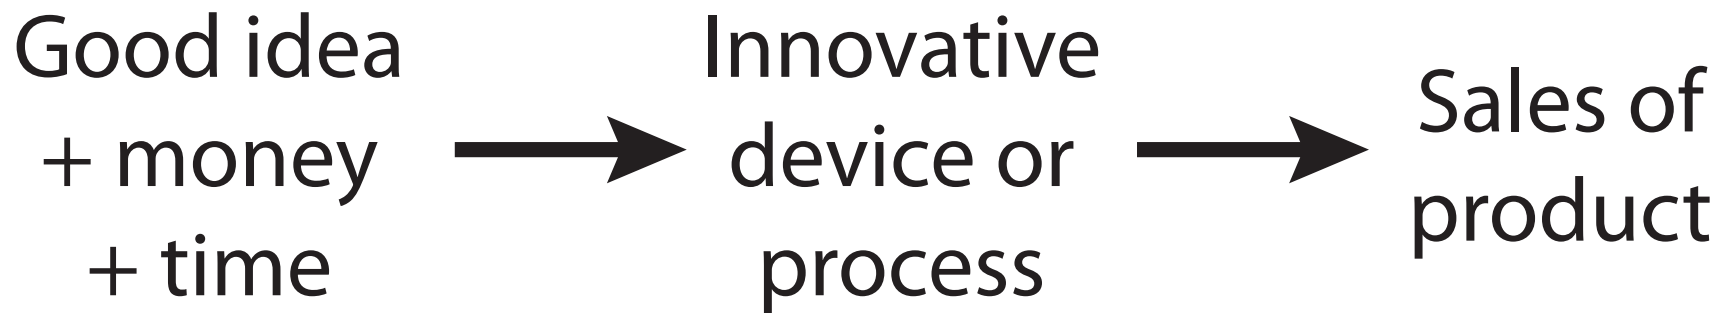 Good idea
+ money
+ time
Innovative
device or
process
Sales of
product